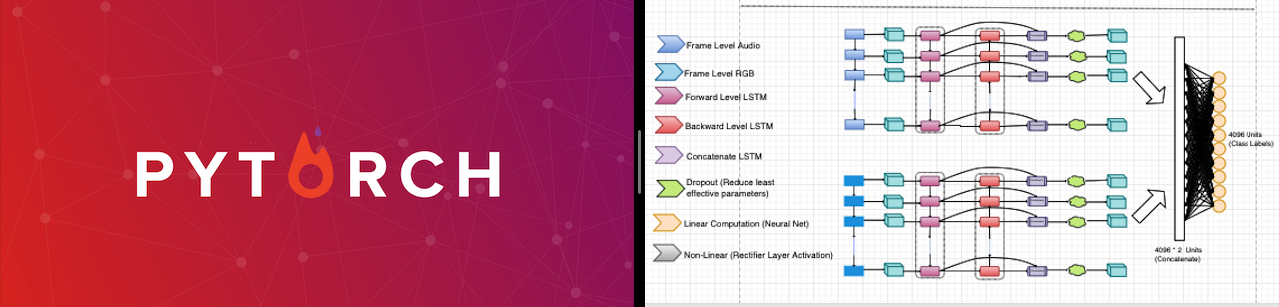 PYTORCH
Frame Level Audio
Frame Level RGB
Forward Level LSTM
Backward Level LSTM
Concatenate LSTM
Dropout (Reduce least
effective parameters)
Linear Computation (Neural Net)
Non-Linear (Rectifier Layer Activation)
4096 Units
(Class Labels)
4096 * 2 Units
(Concatenate)